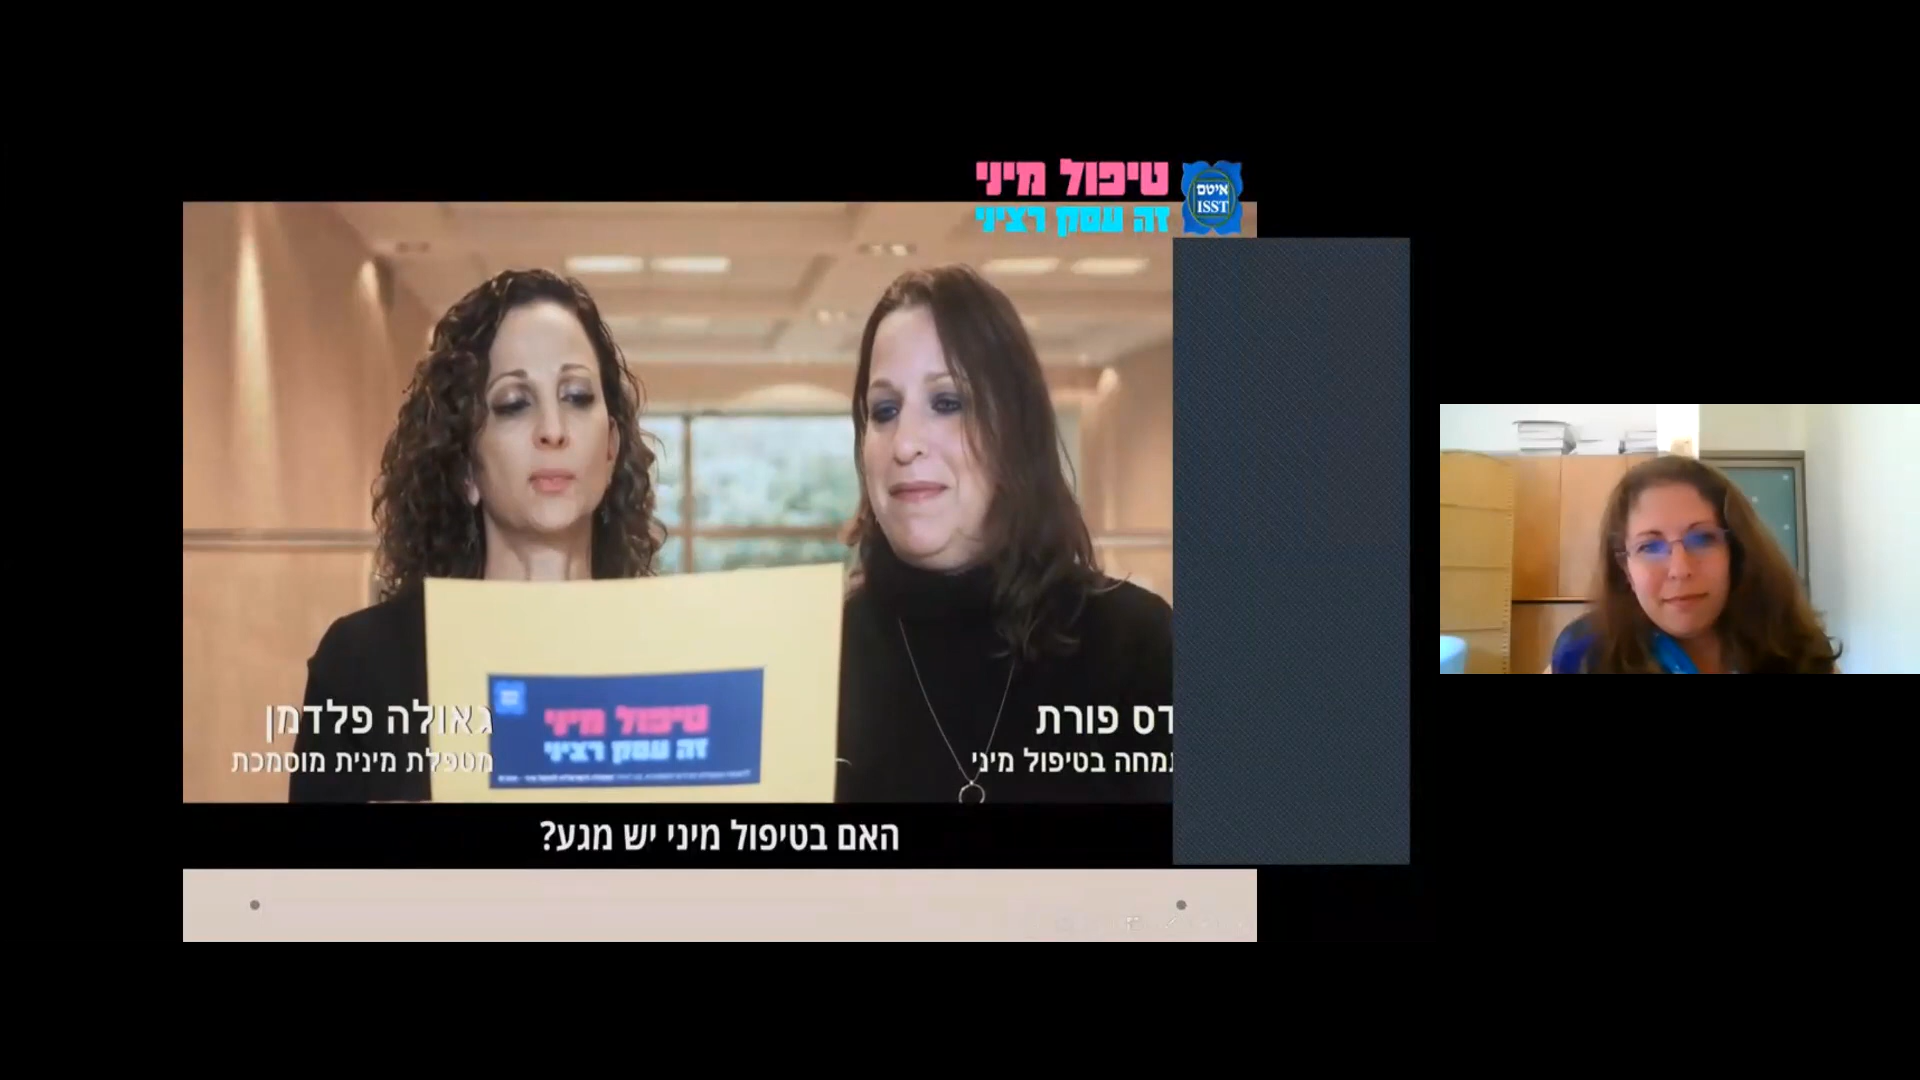 טיפול מיני
זה עסק רציני
איטם
ISST
גאולה פלדמן
מטפלת מינית מוסמכת
טיפול מיני
זה עסק רציני
דס פורת
מחה בטיפול מיני
האם בטיפול מיני יש מגע?